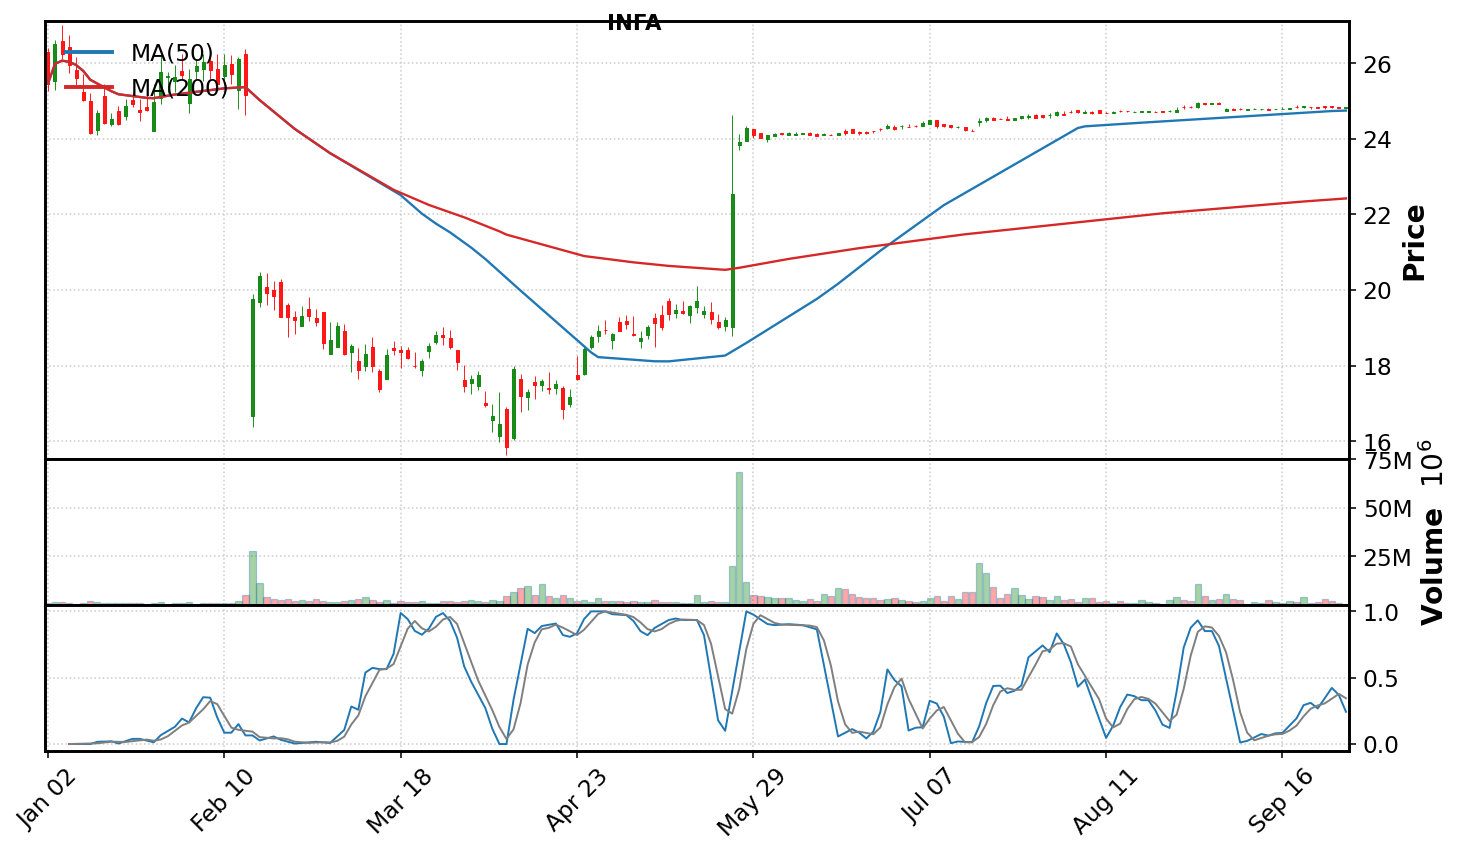 INFA
MA(50)
MA(200)
26
24
22
20
18
16
Price
75M
50M
25M
Volume 10^6
1.0
0.5
0.0
Jan 02
Feb 10
Mar 18
Apr 23
May 29
Jul 07
Aug 11
Sep 16